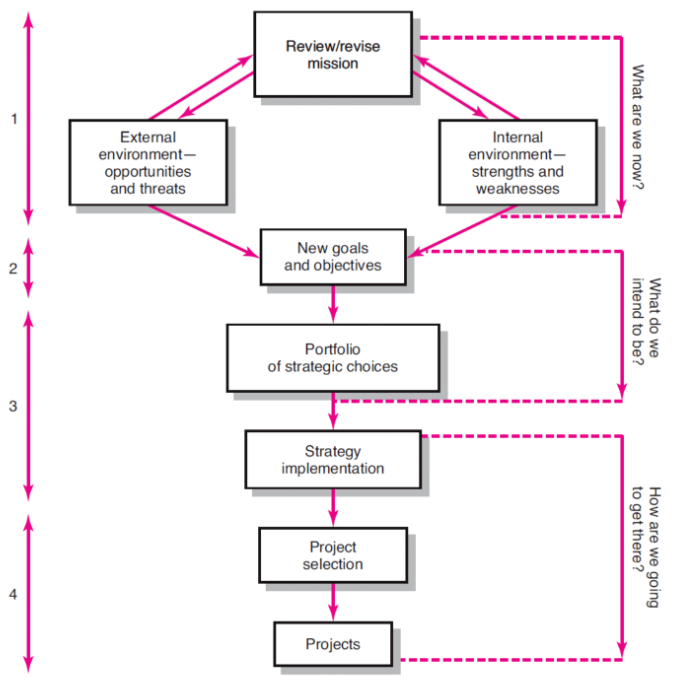 Review/revise
mission
1
External
environment—
opportunities
and threats
Internal
environment—
strengths and
weaknesses
What are we now?
2
New goals
and objectives
What do we
intend to be?
Portfolio
of strategic choices
3
Strategy
implementation
How are we going
to get there?
Project
selection
4
Projects